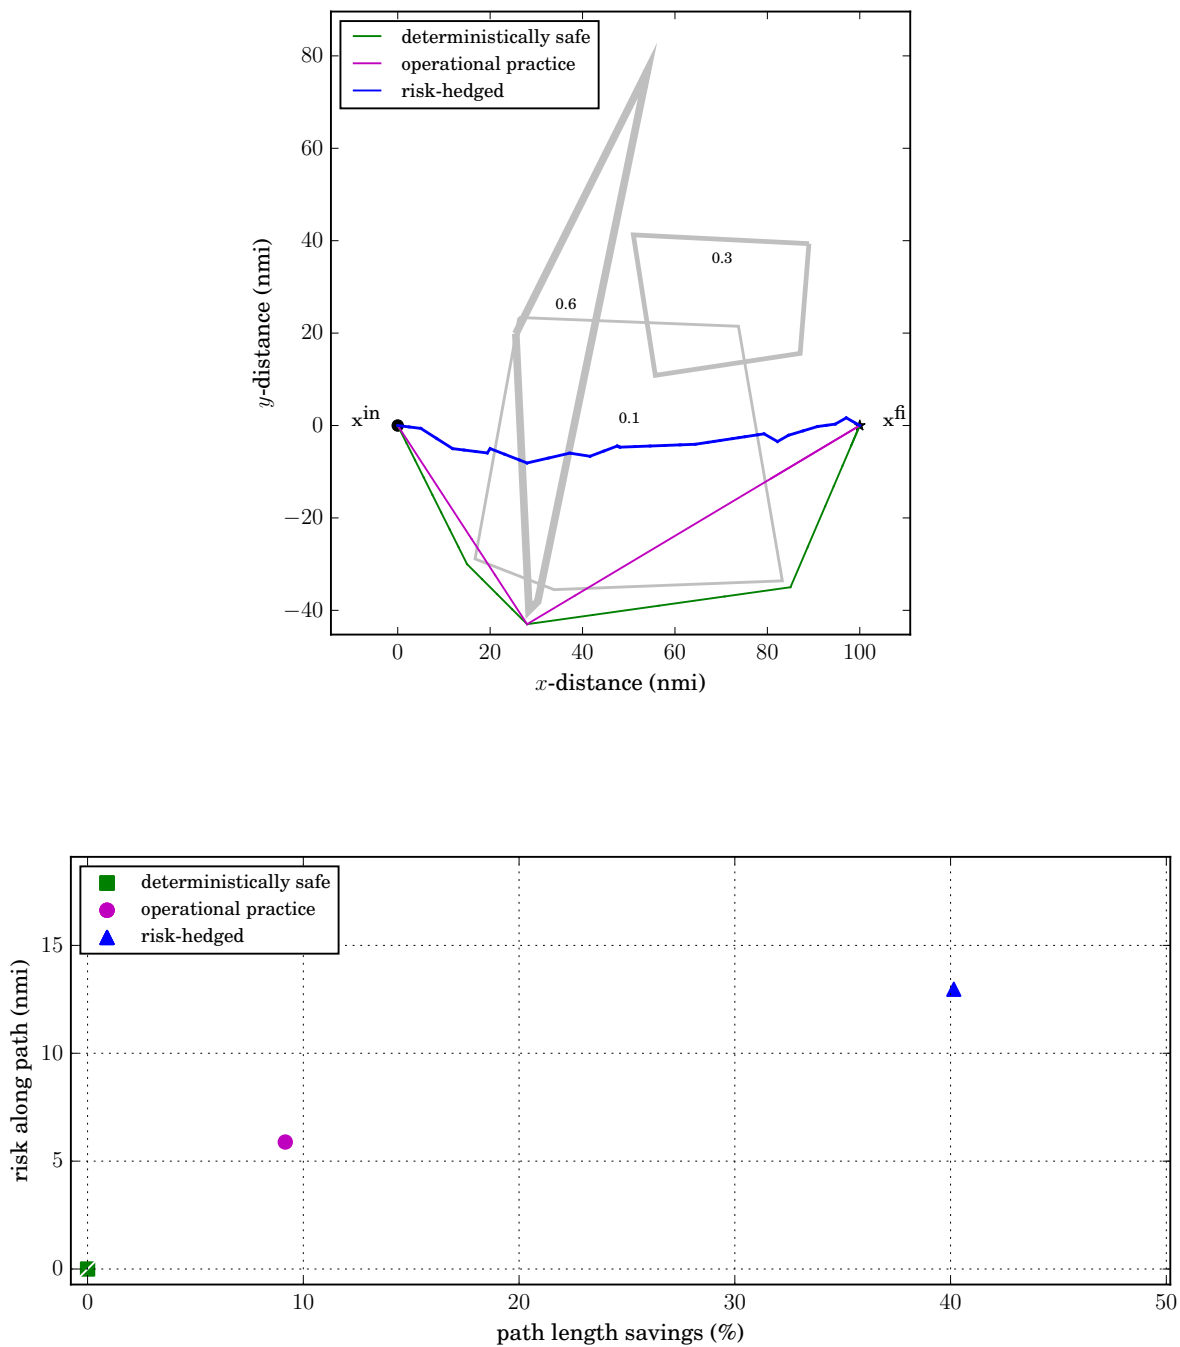 deterministically safe
operational practice
risk-hedged
80
60
40
20
0
−20
−40
y-distance (nmi)
0.3
0.6
0.1
x^in
x^fi
0 20 40 60 80 100
x-distance (nmi)
deterministically safe
operational practice
risk-hedged
15
10
5
0
risk along path (nmi)
0 10 20 30 40 50
path length savings (%)